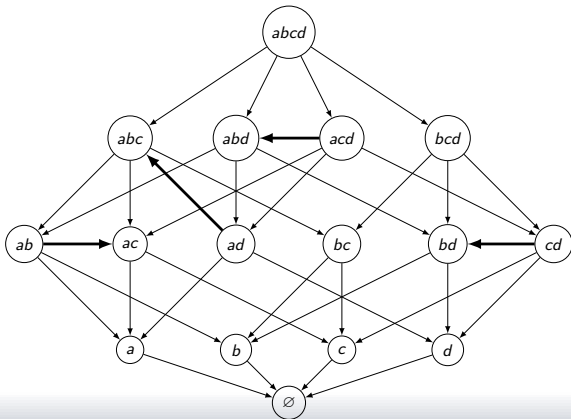 abcd
abc abd acd bcd
ab ac ad bc bd cd
a b c d
∅